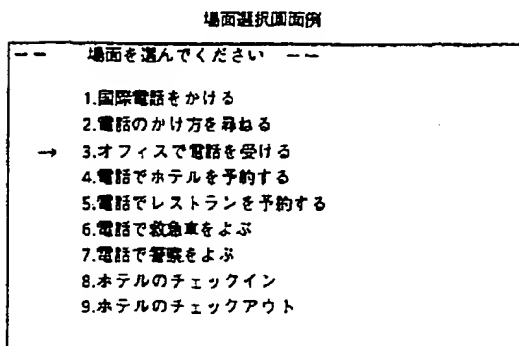 場面選択画面例
-- 場面を選んでください --
1.国際電話をかける
2.電話のかけ方を尋ねる
→ 3.オフィスで電話を受ける
4.電話でホテルを予約する
5.電話でレストランを予約する
6.電話で救急車をよぶ
7.電話で警察をよぶ
8.ホテルのチェックイン
9.ホテルのチェックアウト